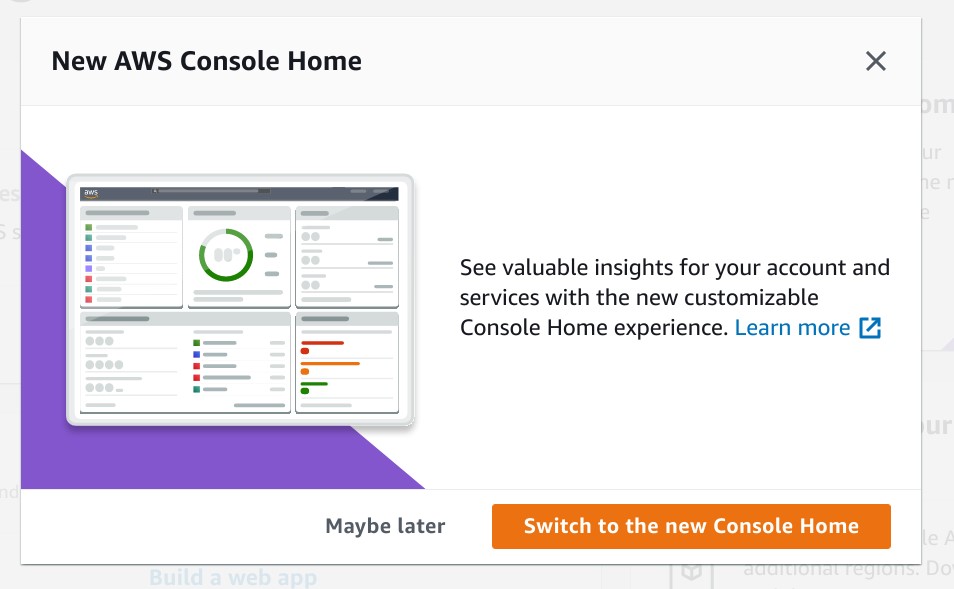 New AWS Console Home
aws
See valuable insights for your account and
services with the new customizable
Console Home experience. Learn more
Maybe later
Switch to the new Console Home
Build a web app
additional regions.